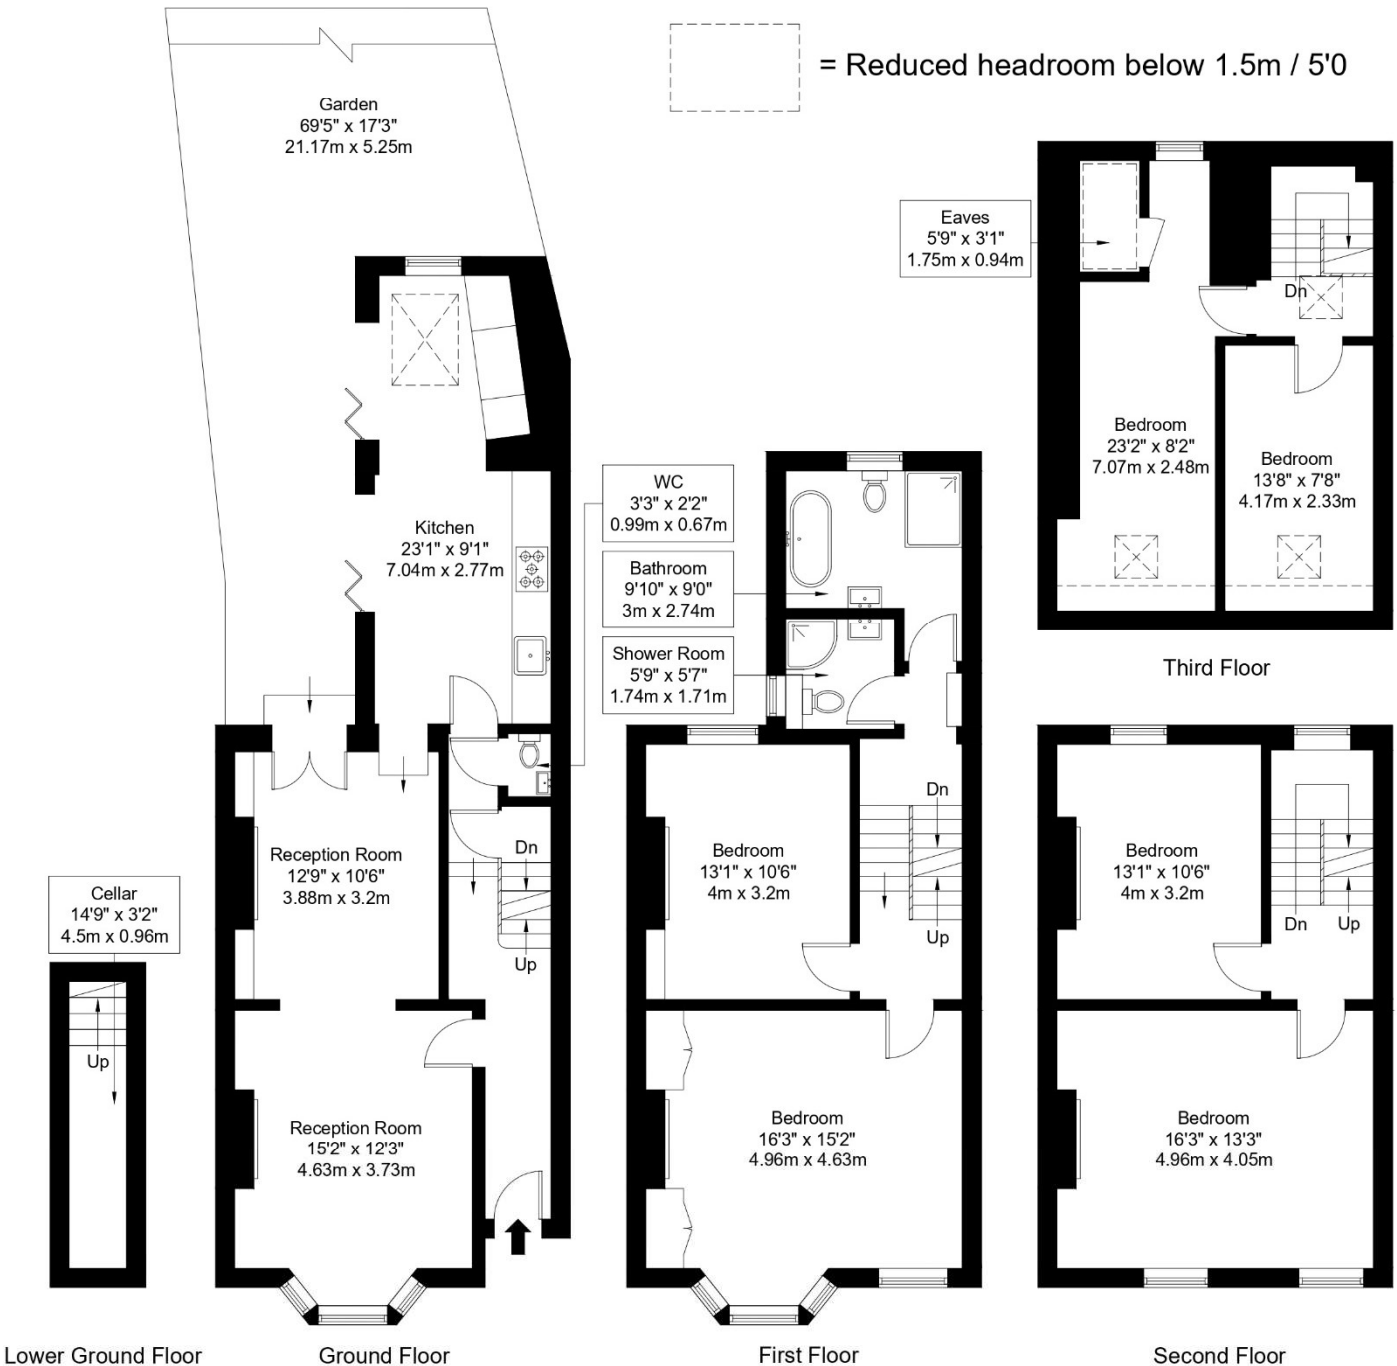 = Reduced headroom below 1.5m / 5'0
Garden
69'5" x 17'3"
21.17m x 5.25m
Eaves
5'9" x 3'1"
1.75m x 0.94m
Dn
Bedroom
23'2" x 8'2"
7.07m x 2.48m
Bedroom
13'8" x 7'8"
4.17m x 2.33m
Third Floor
WC
3'3" x 2'2"
0.99m x 0.67m
Bathroom
9'10" x 9'0"
3m x 2.74m
Shower Room
5'9" x 5'7"
1.74m x 1.71m
Kitchen
23'1" x 9'1"
7.04m x 2.77m
Reception Room
12'9" x 10'6"
3.88m x 3.2m
Dn
Up
Reception Room
15'2" x 12'3"
4.63m x 3.73m
Cellar
14'9" x 3'2"
4.5m x 0.96m
Up
Bedroom
13'1" x 10'6"
4m x 3.2m
Dn
Up
Bedroom
16'3" x 15'2"
4.96m x 4.63m
Bedroom
13'1" x 10'6"
4m x 3.2m
Dn
Up
Bedroom
16'3" x 13'3"
4.96m x 4.05m
Lower Ground Floor
Ground Floor
First Floor
Second Floor